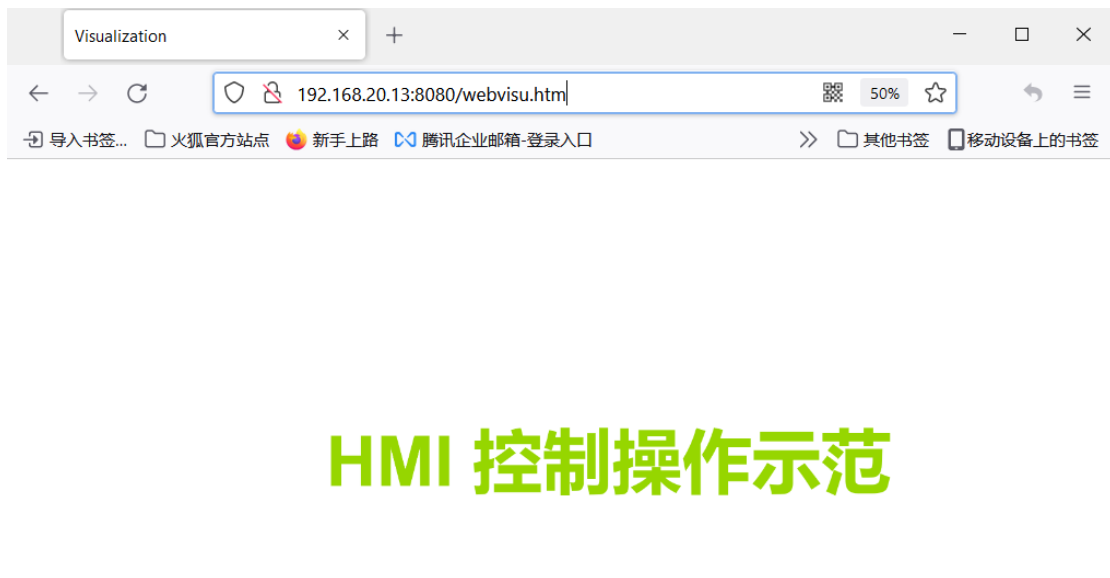 Visualization
192.168.20.13:8080/webvisu.htm 50%
导入书签... 火狐官方站点 新手上路 腾讯企业邮箱-登录入口 其他书签 移动设备上的书签
HMI 控制操作示范